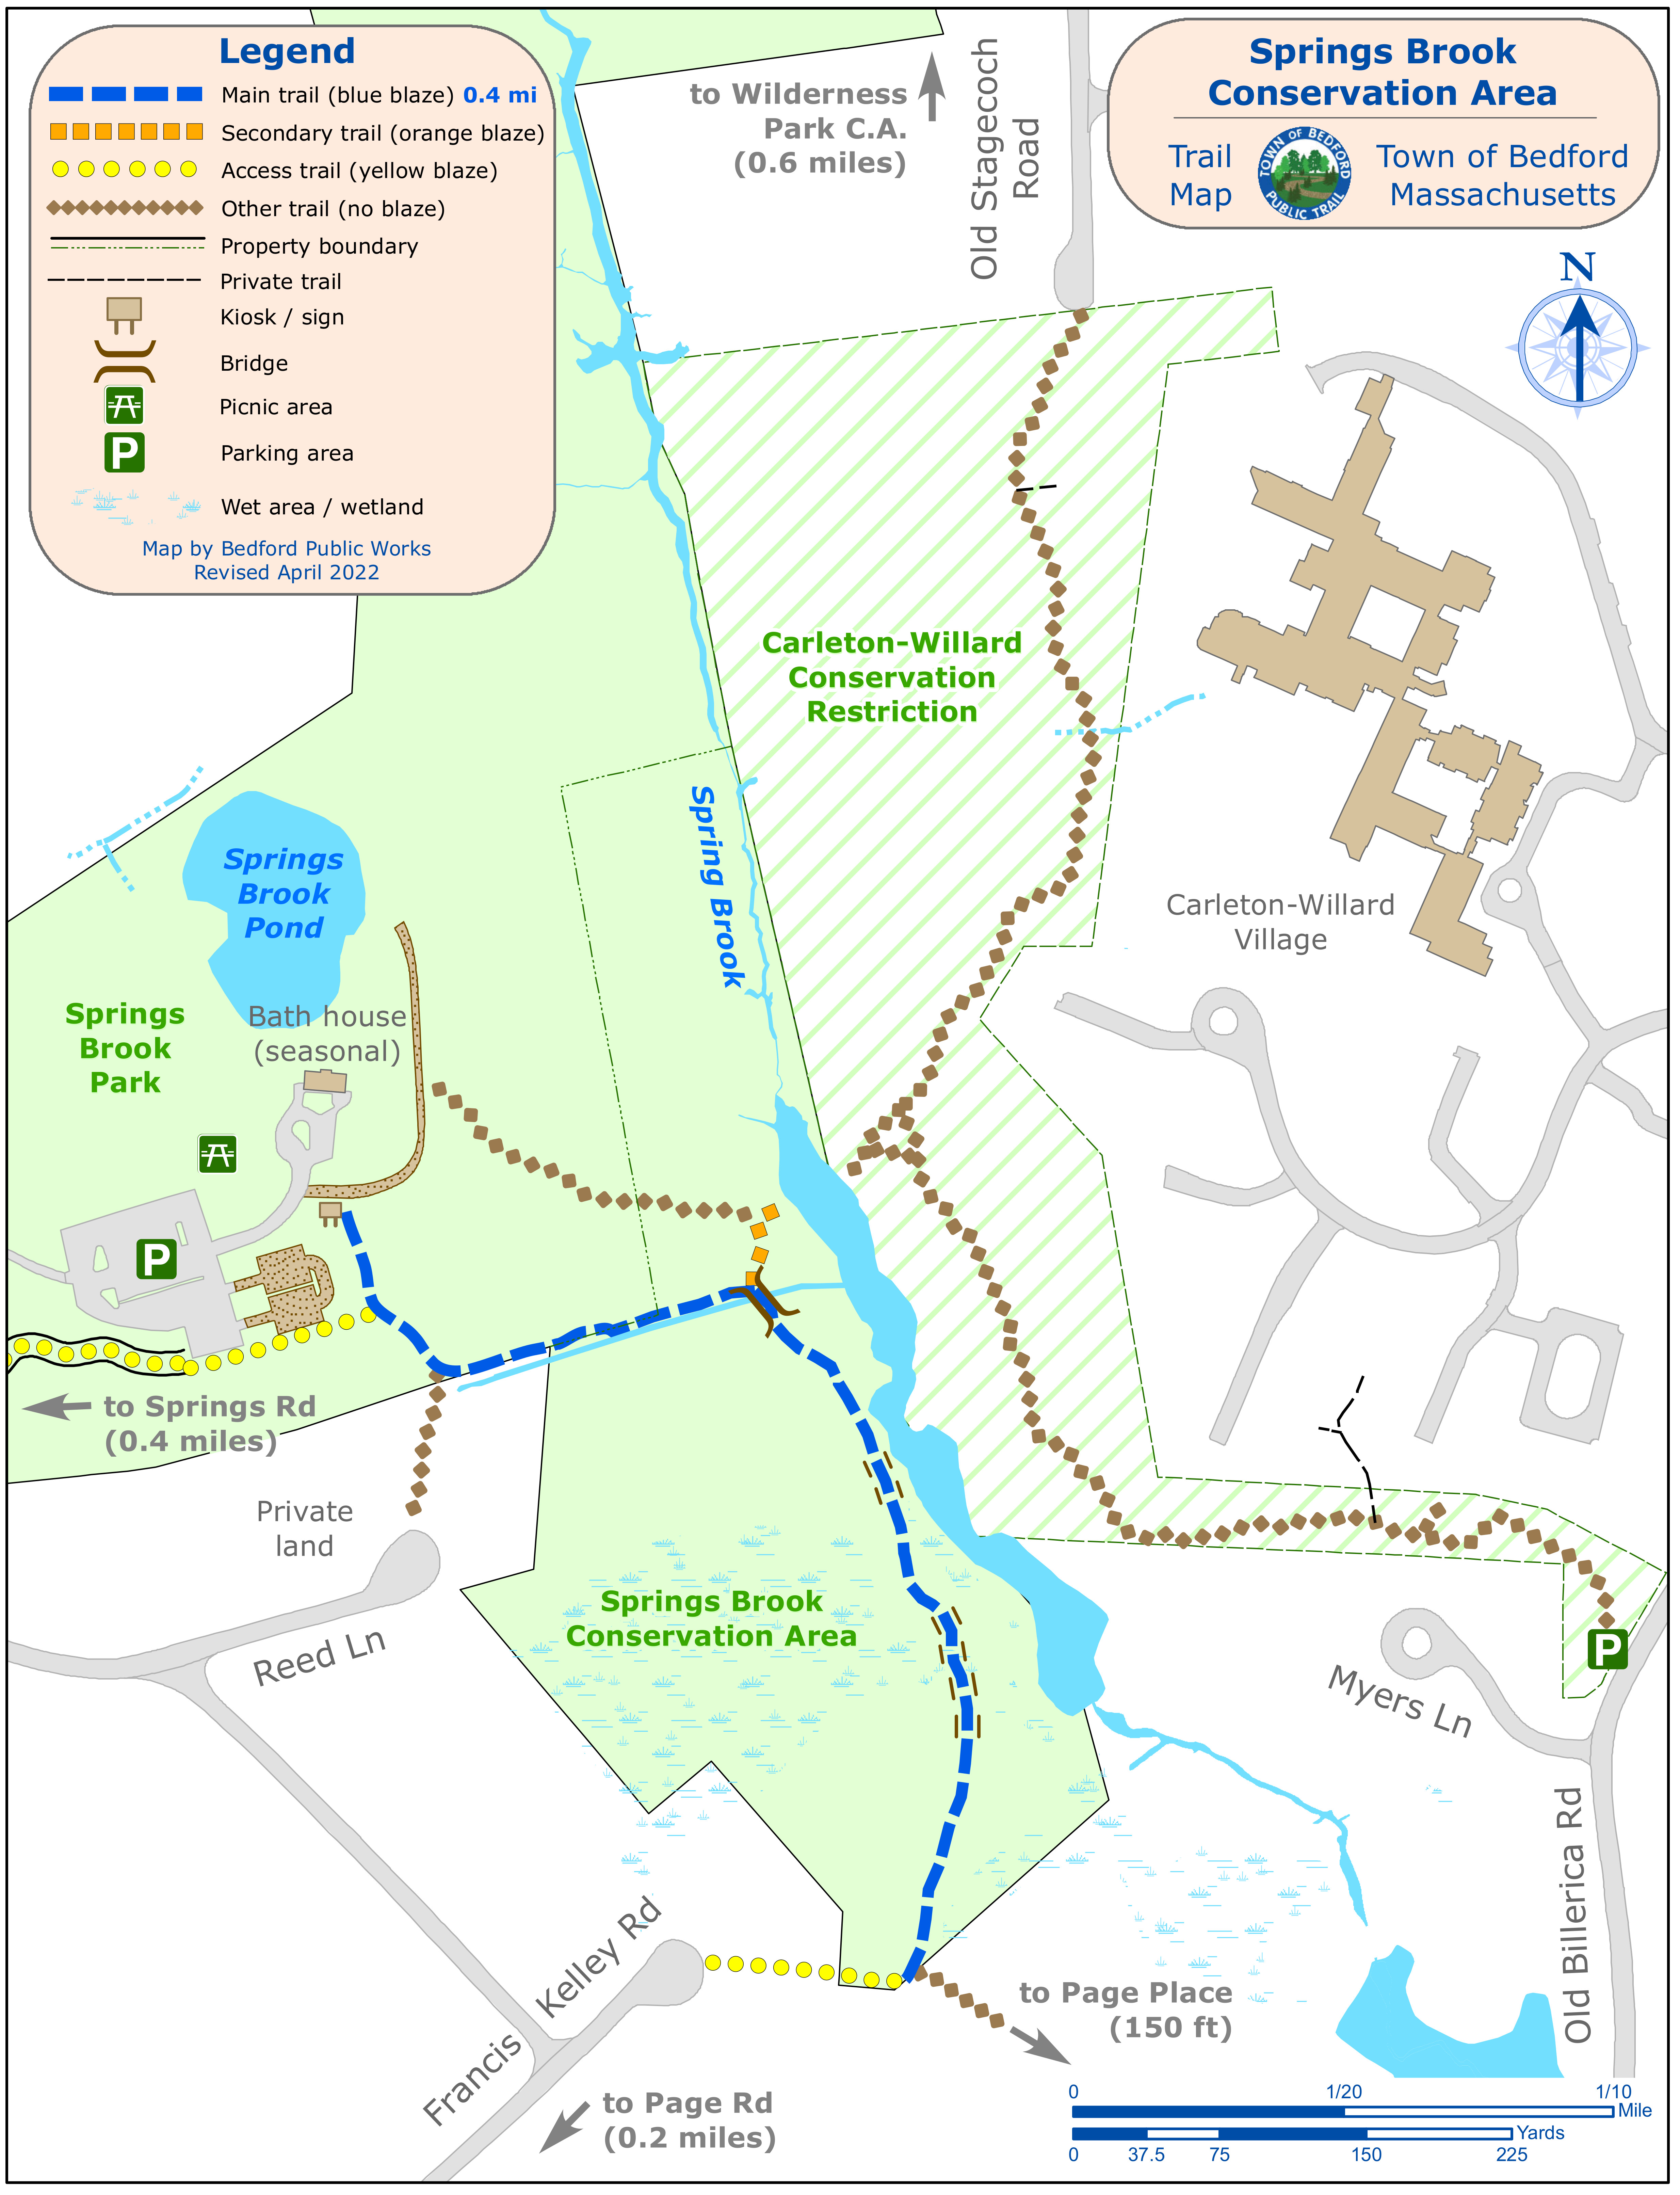 Legend
Main trail (blue blaze) 0.4 mi
Secondary trail (orange blaze)
Access trail (yellow blaze)
Other trail (no blaze)
Property boundary
Private trail
Kiosk / sign
Bridge
Picnic area
P
Parking area
Wet area / wetland
Map by Bedford Public Works
Revised April 2022
to Wilderness
Park C.A.
(0.6 miles)
Old Stagecoch
Road
Springs Brook
Conservation Area
Trail
Map
TOWN OF BEDFORD
PUBLIC TRAIL
Town of Bedford
Massachusetts
N
Carleton-Willard
Conservation
Restriction
Springs
Brook
Pond
Spring Brook
Carleton-Willard
Village
Springs
Brook
Park
Bath house
(seasonal)
P
to Springs Rd
(0.4 miles)
Private
land
Reed Ln
Springs Brook
Conservation Area
P
Myers Ln
Old Billerica Rd
Francis Kelley Rd
to Page Place
(150 ft)
to Page Rd
(0.2 miles)
0 1/20 1/10
Mile
Yards
0 37.5 75 150 225